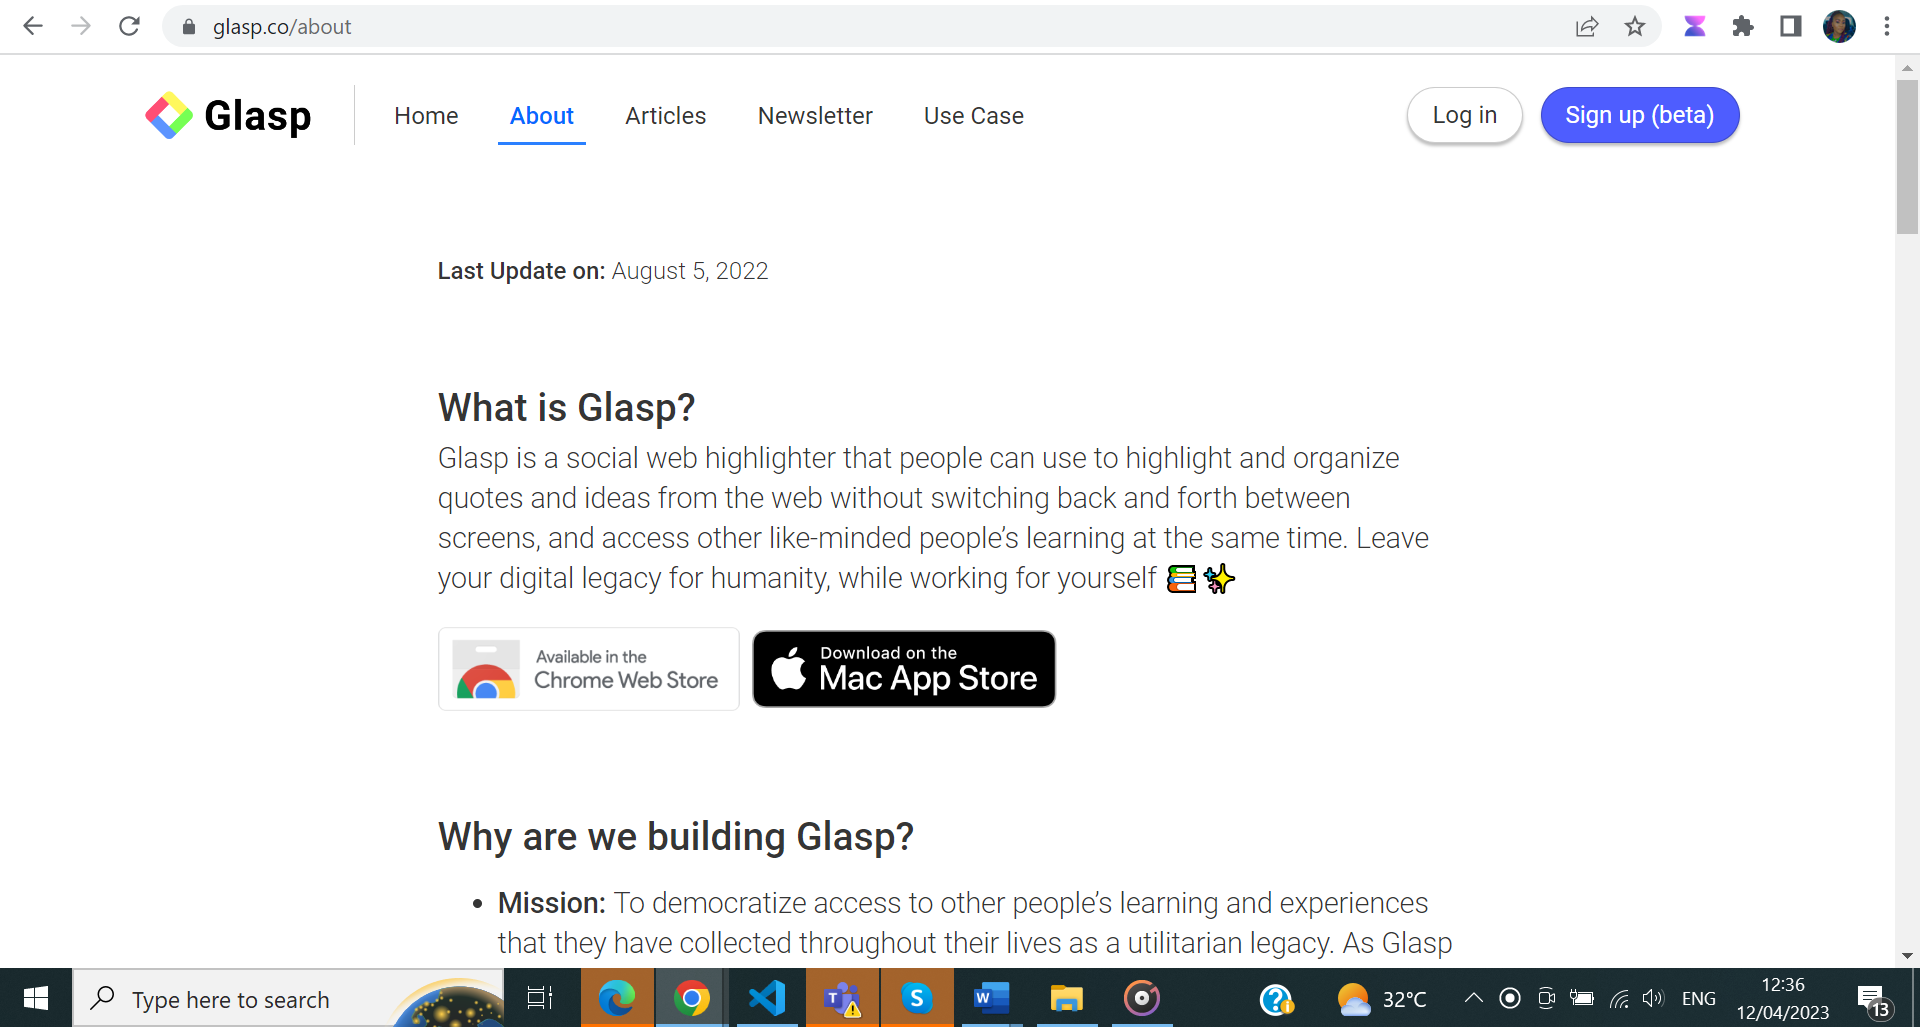 glasp.co/about
Glasp
Home
About
Articles
Newsletter
Use Case
Log in
Sign up (beta)
Last Update on: August 5, 2022
What is Glasp?
Glasp is a social web highlighter that people can use to highlight and organize
quotes and ideas from the web without switching back and forth between
screens, and access other like-minded people’s learning at the same time. Leave
your digital legacy for humanity, while working for yourself
Available in the
Chrome Web Store
Download on the
Mac App Store
Why are we building Glasp?
• Mission: To democratize access to other people’s learning and experiences
that they have collected throughout their lives as a utilitarian legacy. As Glasp
Type here to search
32°C
ENG
12:36
12/04/2023
13